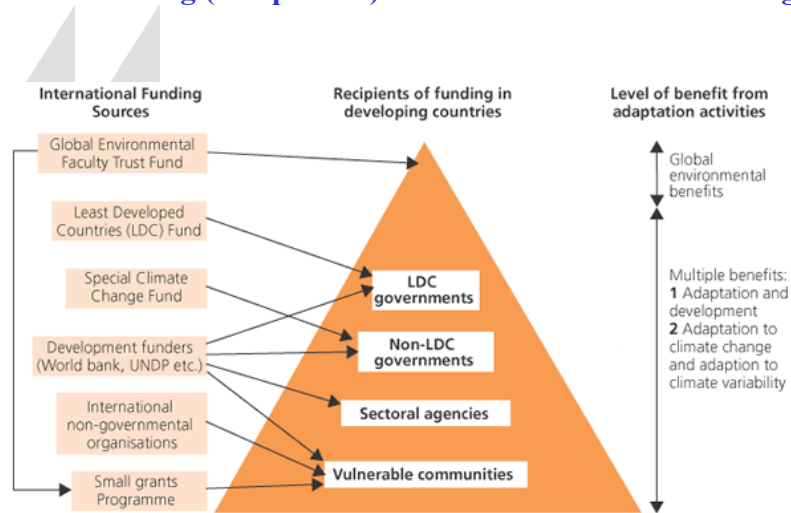 International Funding
Sources
Recipients of funding in
developing countries
Level of benefit from
adaptation activities
Global Environmental
Faculty Trust Fund
Least Developed
Countries (LDC) Fund
Special Climate
Change Fund
Development funders
(World bank, UNDP etc.)
International
non-governmental
organisations
Small grants
Programme
LDC
governments
Non-LDC
governments
Sectoral agencies
Vulnerable communities
Global
environmental
benefits
Multiple benefits:
1 Adaptation and
development
2 Adaptation to
climate change
and adaption to
climate variability